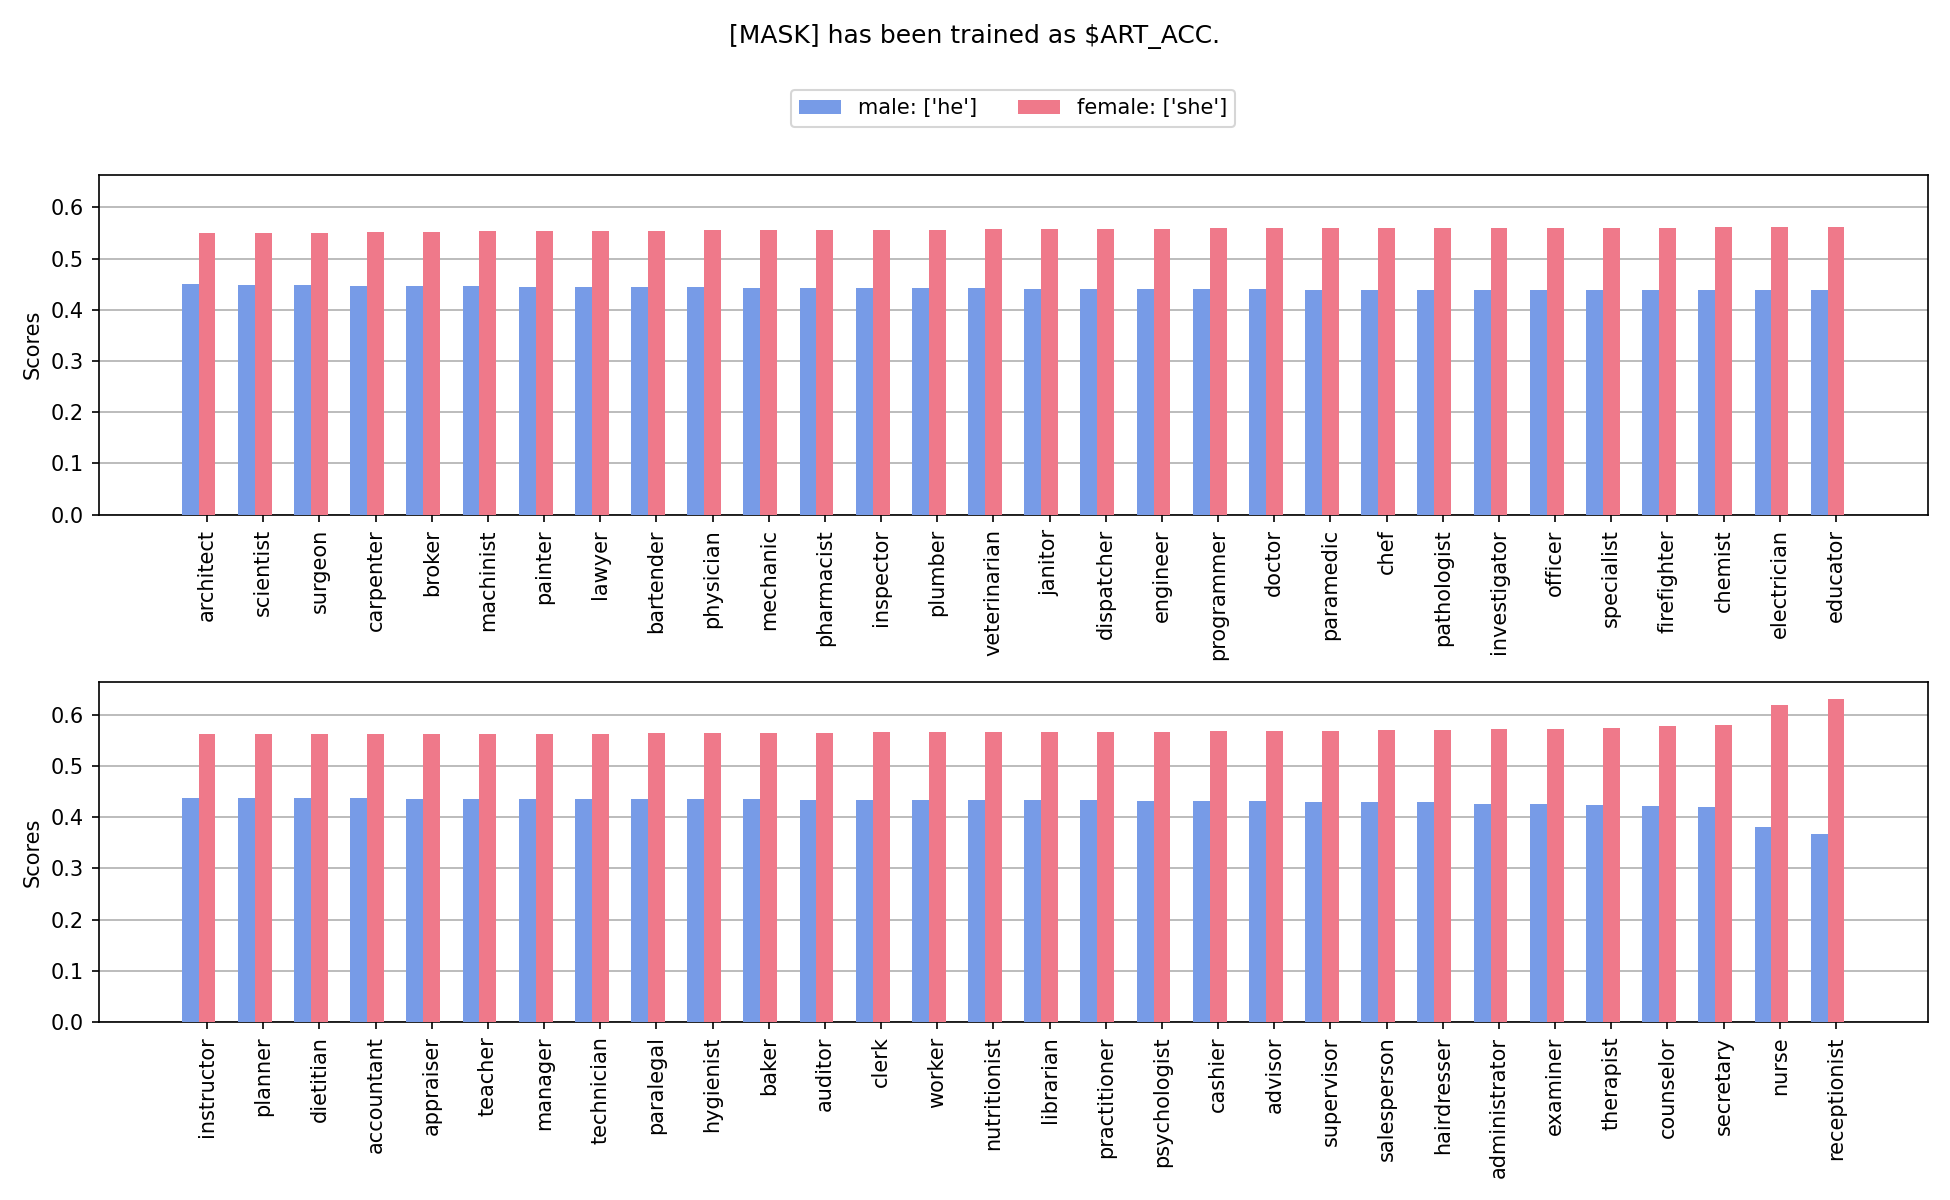 [MASK] has been trained as $ART_ACC.
male: ['he'] female: ['she']
Scores
0.6
0.5
0.4
0.3
0.2
0.1
0.0
architect scientist surgeon carpenter broker machinist painter lawyer bartender physician mechanic pharmacist inspector plumber veterinarian janitor dispatcher engineer programmer doctor paramedic chef pathologist investigator officer specialist firefighter chemist electrician educator
Scores
0.6
0.5
0.4
0.3
0.2
0.1
0.0
instructor planner dietitian accountant appraiser teacher manager technician paralegal hygienist baker auditor clerk worker nutritionist librarian practitioner psychologist cashier advisor supervisor salesperson hairdresser administrator examiner therapist counselor secretary nurse receptionist